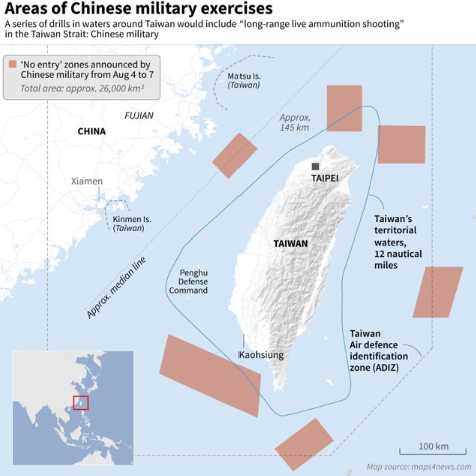 Areas of Chinese military exercises
A series of drills in waters around Taiwan would include “long-range live ammunition shooting”
in the Taiwan Strait: Chinese military
‘No entry’ zones announced by
Chinese military from Aug 4 to 7
Total area: approx. 26,000 km²
Matsu Is.
(Taiwan)
FUJIAN
CHINA
Approx.
145 km
Xiamen
TAIPEI
Kinmen Is.
(Taiwan)
Taiwan’s
territorial
waters,
12 nautical
miles
TAIWAN
Approx. median line
Penghu
Defense
Command
Taiwan
Air defence
identification
zone (ADIZ)
Kaohsiung
100 km
Map source: maps4news.com